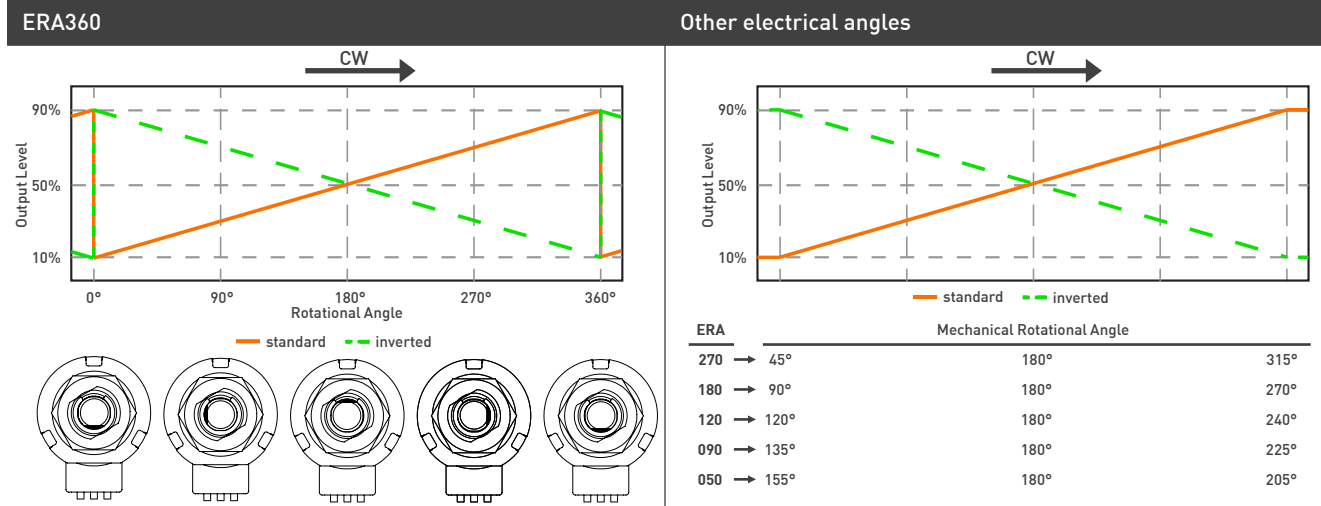 ERA360
CW
90%
50%
10%
Output Level
0° 90° 180° 270° 360°
Rotational Angle
standard inverted
Other electrical angles
CW
90%
50%
10%
Output Level
standard inverted
ERA Mechanical Rotational Angle
270 45° 180° 315°
180 90° 180° 270°
120 120° 180° 240°
090 135° 180° 225°
050 155° 180° 205°